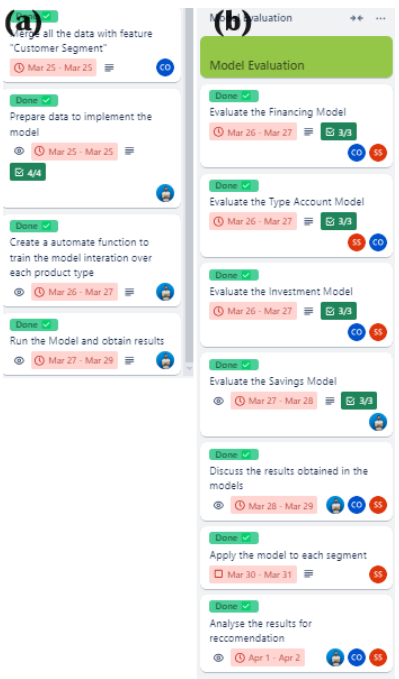 (a)
Done
Merge all the data with feature
"Customer Segment"
Mar 25 - Mar 25
CO
Done
Prepare data to implement the
model
Mar 25 - Mar 25
4/4
Done
Create a automate function to
train the model interation over
each product type
Mar 26 - Mar 27
Done
Run the Model and obtain results
Mar 27 - Mar 29
(b)
Model Evaluation
Model Evaluation
Done
Evaluate the Financing Model
Mar 26 - Mar 27
3/3
CO SS
Done
Evaluate the Type Account Model
Mar 26 - Mar 27
3/3
SS CO
Done
Evaluate the Investment Model
Mar 26 - Mar 27
3/3
CO SS
Done
Evaluate the Savings Model
Mar 27 - Mar 28
3/3
Done
Discuss the results obtained in the
models
Mar 28 - Mar 29
CO SS
Done
Apply the model to each segment
Mar 30 - Mar 31
SS
Done
Analyse the results for
reccomendation
Apr 1 - Apr 2
CO SS